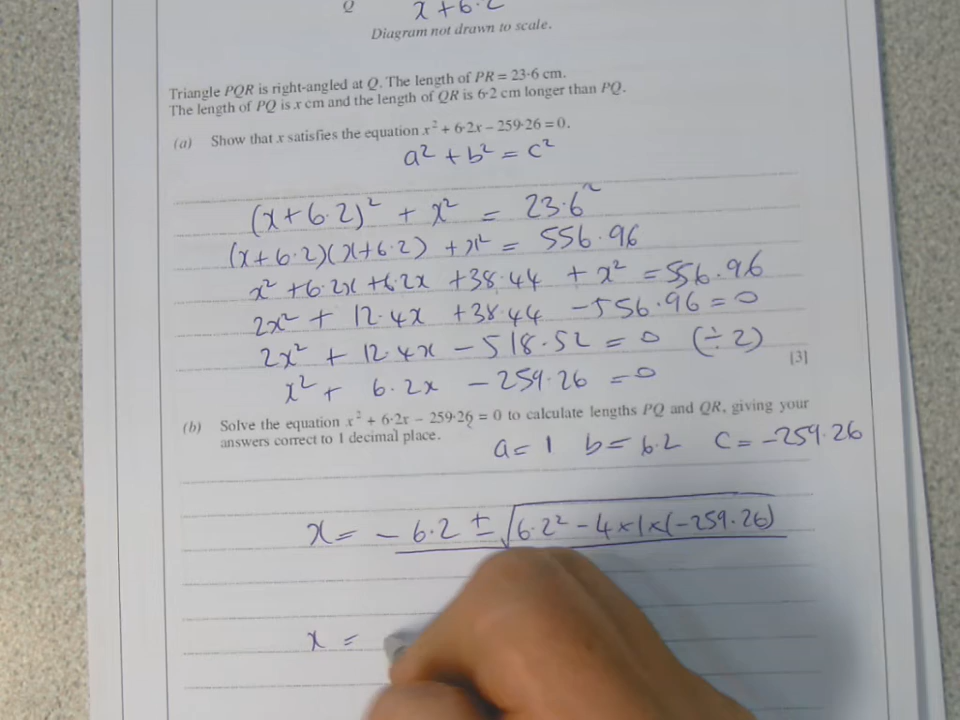 Q x + 6.2
Diagram not drawn to scale.
Triangle PQR is right-angled at Q. The length of PR = 23·6 cm.
The length of PQ is x cm and the length of QR is 6·2 cm longer than PQ.
(a) Show that x satisfies the equation x² + 6·2x – 259·26 = 0.
a² + b² = c²
(x + 6.2)² + x² = 23.6²
(x+6.2)(x+6.2) + x² = 556.96
x² + 6.2x + 6.2x + 38.44 + x² = 556.96
2x² + 12.4x + 38.44 - 556.96 = 0
2x² + 12.4x - 518.52 = 0 (÷ 2)
[3]
x² + 6.2x - 259.26 = 0
(b) Solve the equation x² + 6·2x – 259·26 = 0 to calculate lengths PQ and QR, giving your
answers correct to 1 decimal place.
a = 1 b = 6.2 c = -259.26
x = - 6.2 ± √6.2² - 4 × 1 × (-259.26)
x =